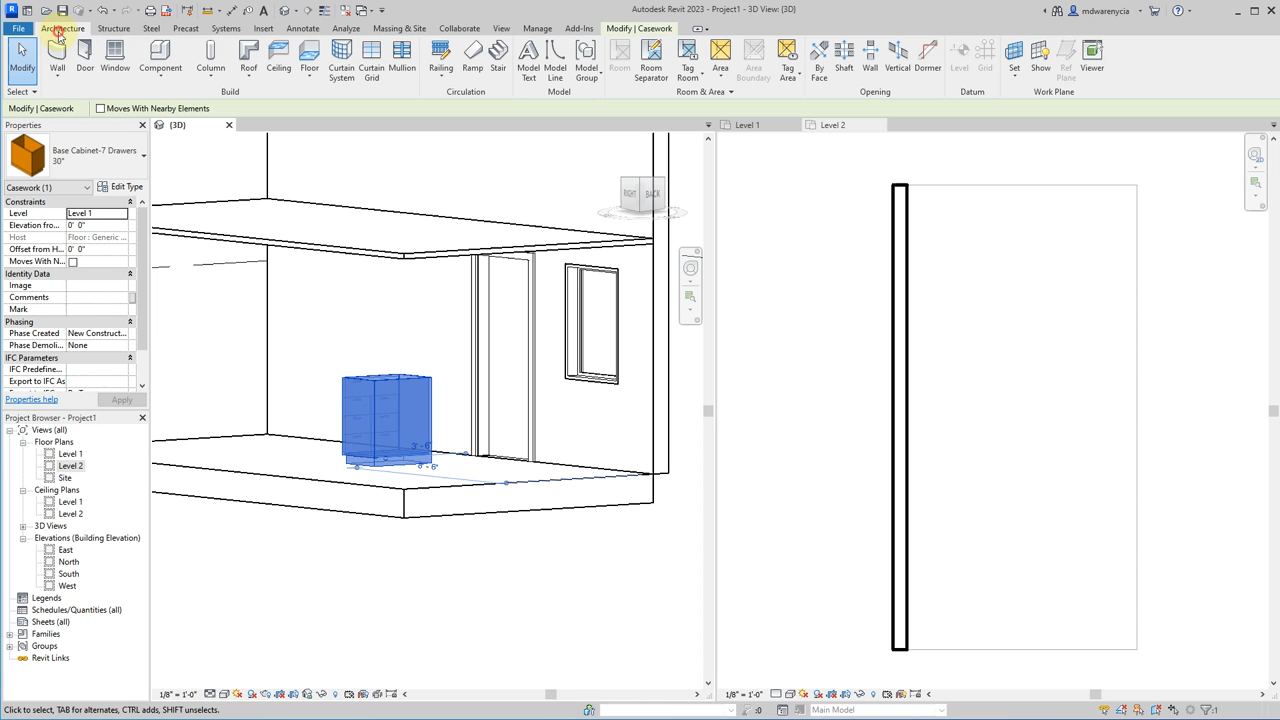 Autodesk Revit 2023 - Project1 - 3D View: {3D}
mdwarenycia
File Architecture Structure Steel Precast Systems Insert Annotate Analyze Massing & Site Collaborate View Manage Add-Ins Modify | Casework
Modify Wall Door Window Component Column Roof Ceiling Floor Curtain System Curtain Grid Mullion Railing Ramp Stair Model Text Model Line Model Group Room Room Separator Tag Room Area Area Boundary Tag Area By Face Shaft Wall Vertical Dormer Level Grid Set Show Ref Plane Viewer
Select Build Circulation Model Room & Area Opening Datum Work Plane
Modify | Casework Moves With Nearby Elements
Properties
{3D}
Level 1
Level 2
Base Cabinet-7 Drawers
30"
Casework (1) Edit Type
Constraints
Level Level 1
Elevation fro... 0' 0"
Host Floor : Generic ...
Offset from H... 0' 0"
Moves With N...
Identity Data
Image
Comments
Mark
Phasing
Phase Created New Construct...
Phase Demoli... None
IFC Parameters
IFC Predefine...
Export to IFC As
Properties help Apply
Project Browser - Project1
Views (all)
Floor Plans
Level 1
Level 2
Site
Ceiling Plans
Level 1
Level 2
3D Views
Elevations (Building Elevation)
East
North
South
West
Legends
Schedules/Quantities (all)
Sheets (all)
Families
Groups
Revit Links
RIGHT BACK
3' - 6"
1/8" = 1'-0"
1/8" = 1'-0"
Click to select, TAB for alternates, CTRL adds, SHIFT unselects.
:0
Main Model
:1